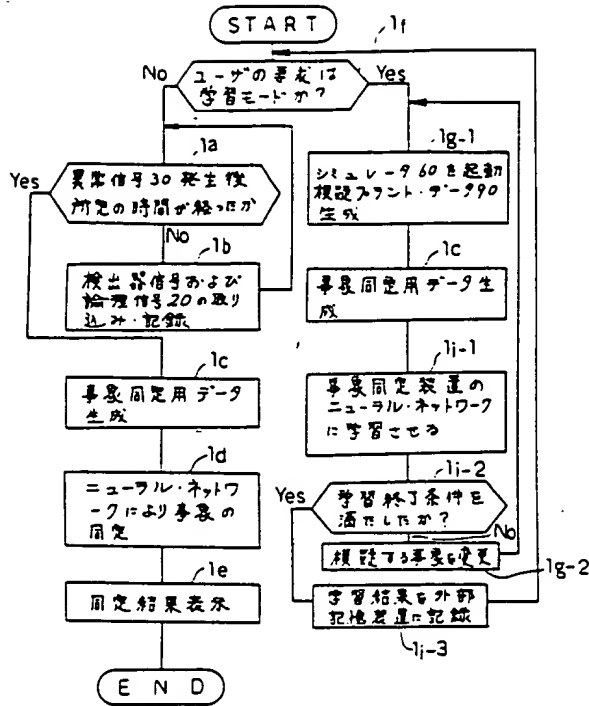 START
1f
No
ユーザの要求は
学習モードか?
Yes
1a
Yes
異常信号30発生後
所定の時間が経ったか
No
1b
検出器信号および
論理信号20の取り
込み・記録
1c
事象同定用データ
生成
1d
ニューラル・ネットワ
ークにより事象の
同定
1e
同定結果表示
END
1g-1
シミュレータ60を起動
模擬プラント・データ90
生成
1c
事象同定用データ生
成
1i-1
事象同定装置の
ニューラル・ネットワーク
に学習させる
1i-2
Yes
学習終了条件を
満たしたか?
No
模擬する事象を変更
1g-2
学習結果を外部
記憶装置に記録
1i-3